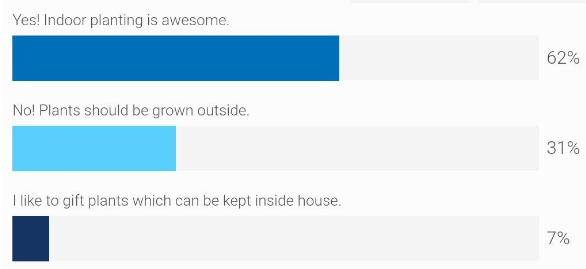 Yes! Indoor planting is awesome.
62%
No! Plants should be grown outside.
31%
I like to gift plants which can be kept inside house.
7%